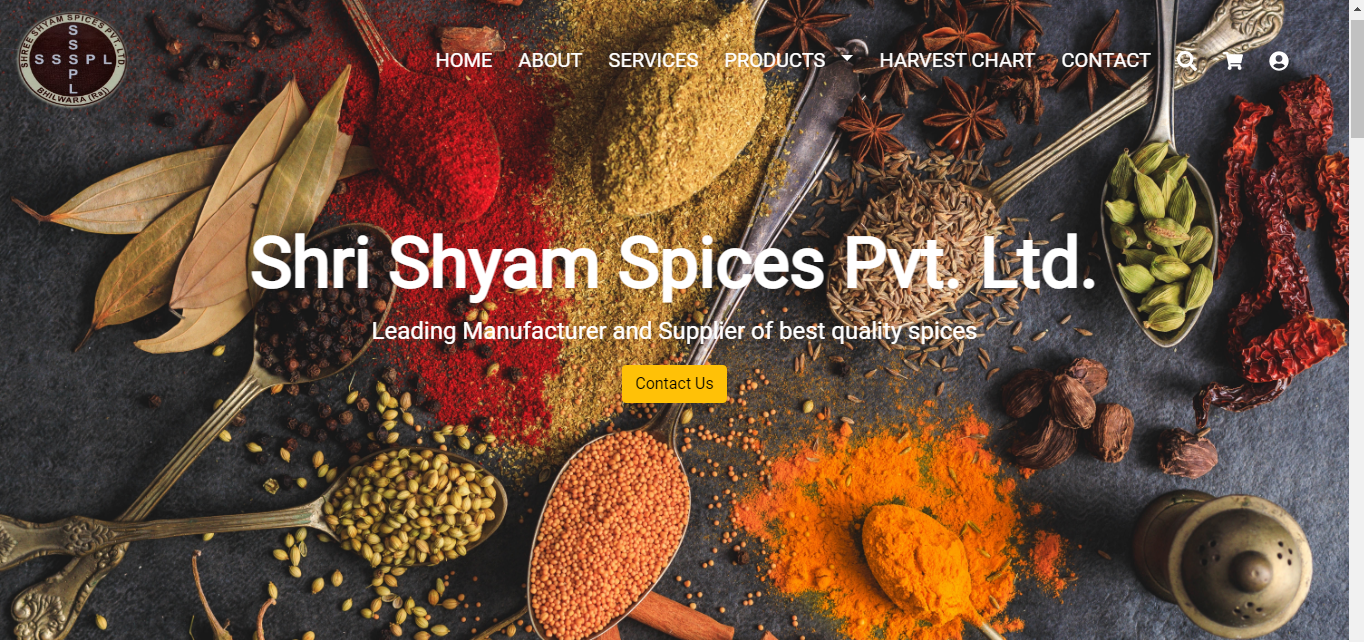 SHREE SHYAM SPICES PVT. LTD
S
S
SSSPL
P
L
BHILWARA (Raj)
HOME ABOUT SERVICES PRODUCTS HARVEST CHART CONTACT
Shri Shyam Spices Pvt. Ltd.
Leading Manufacturer and Supplier of best quality spices
Contact Us